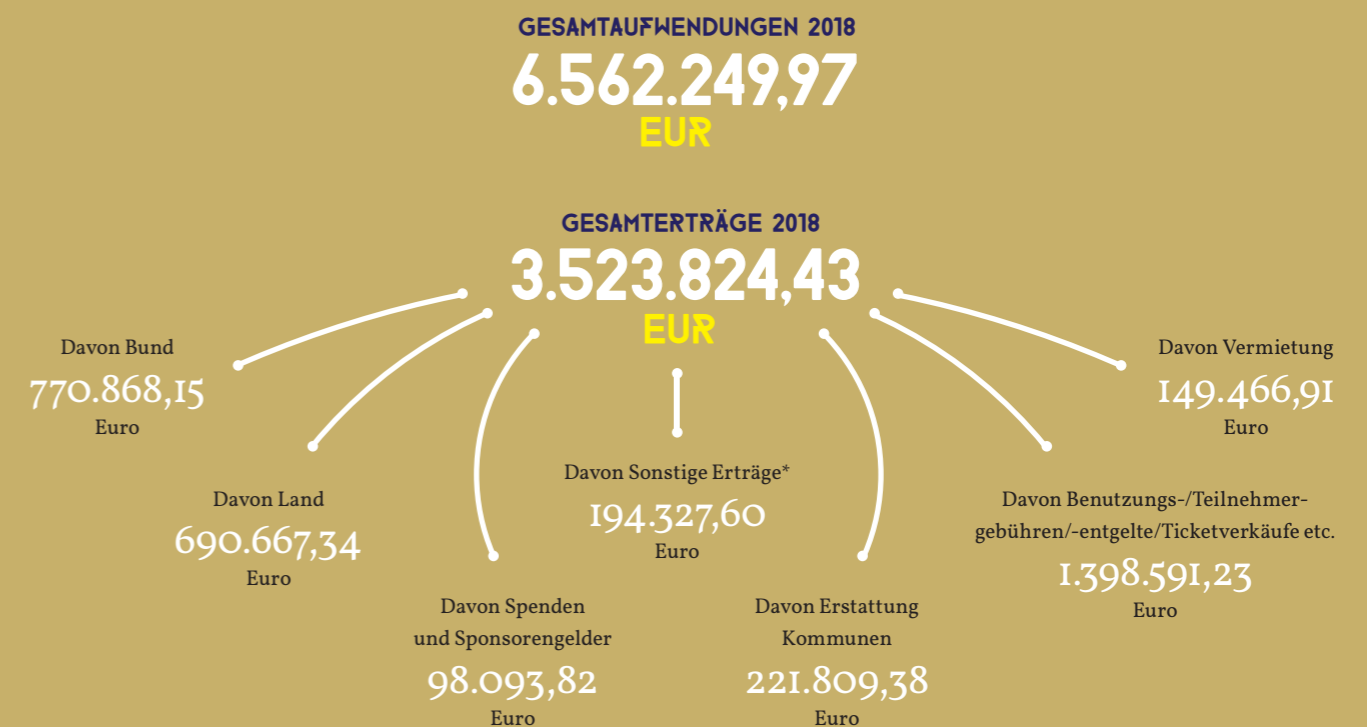 GESAMTAUFWENDUNGEN 2018
6.562.249,97
EUR
GESAMTERTRÄGE 2018
3.523.824,43
EUR
Davon Bund
770.868,15
Euro
Davon Land
690.667,34
Euro
Davon Spenden
und Sponsorengelder
98.093,82
Euro
Davon Sonstige Erträge*
194.327,60
Euro
Davon Erstattung
Kommunen
221.809,38
Euro
Davon Benutzungs-/Teilnehmer-
gebühren/-entgelte/Ticketverkäufe etc.
1.398.591,23
Euro
Davon Vermietung
149.466,91
Euro